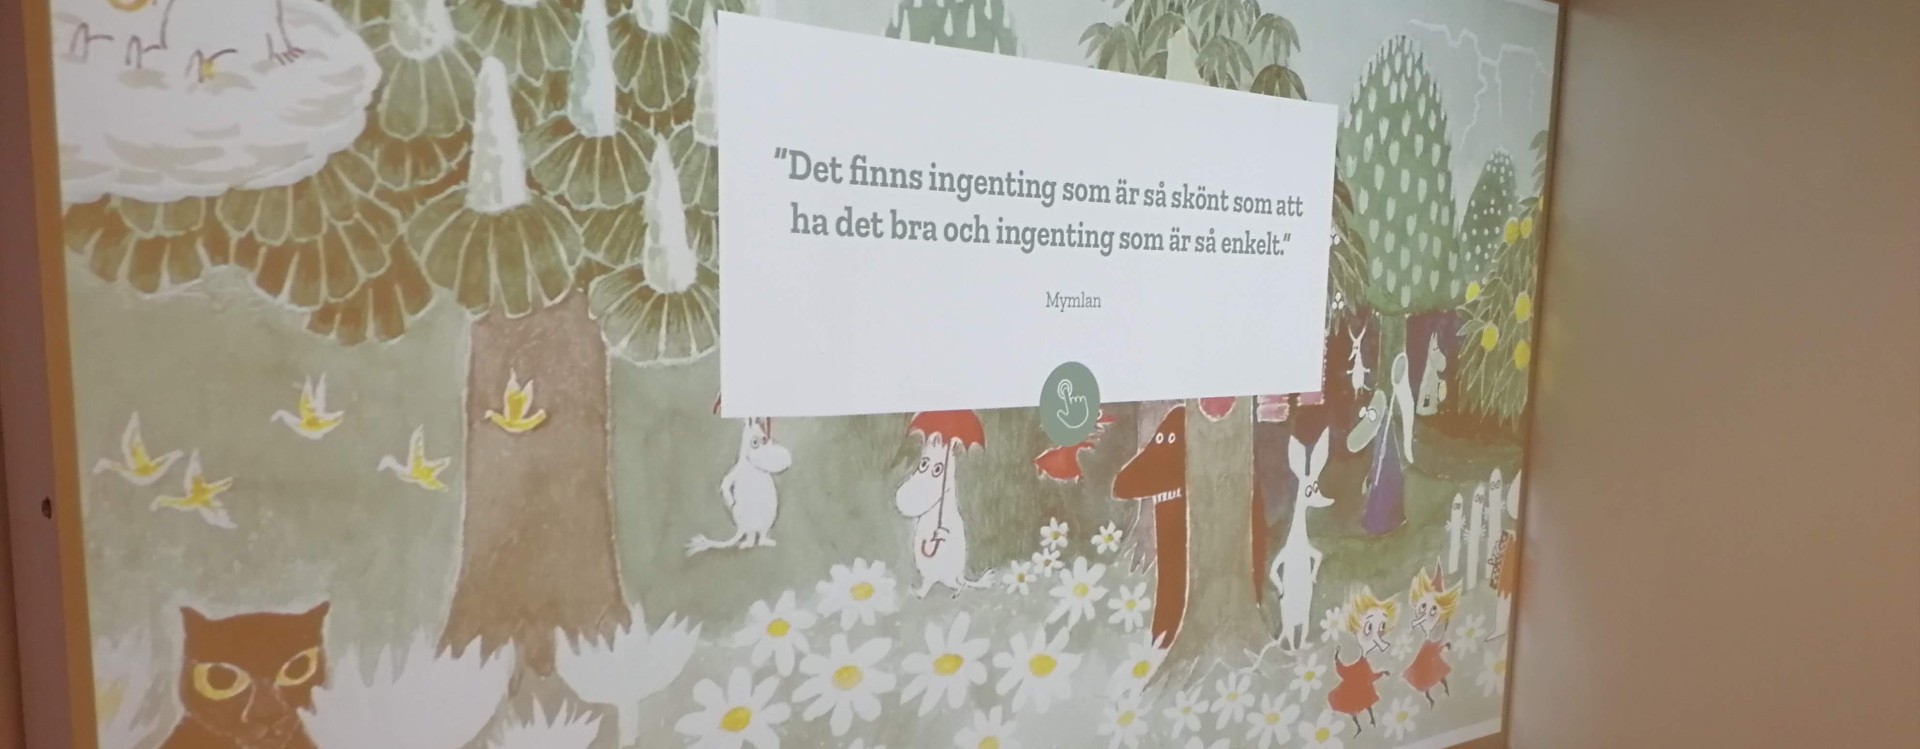 "Det finns ingenting som är så skönt som att
ha det bra och ingenting som är så enkelt."
Mymlan